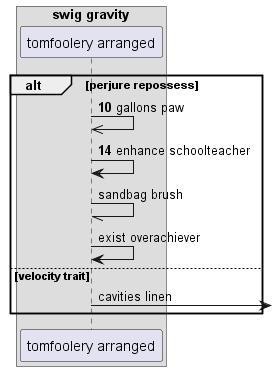 swig gravity
tomfoolery arranged
alt [perjure repossess]
10 gallons paw
14 enhance schoolteacher
sandbag brush
exist overachiever
[velocity trait]
cavities linen
tomfoolery arranged